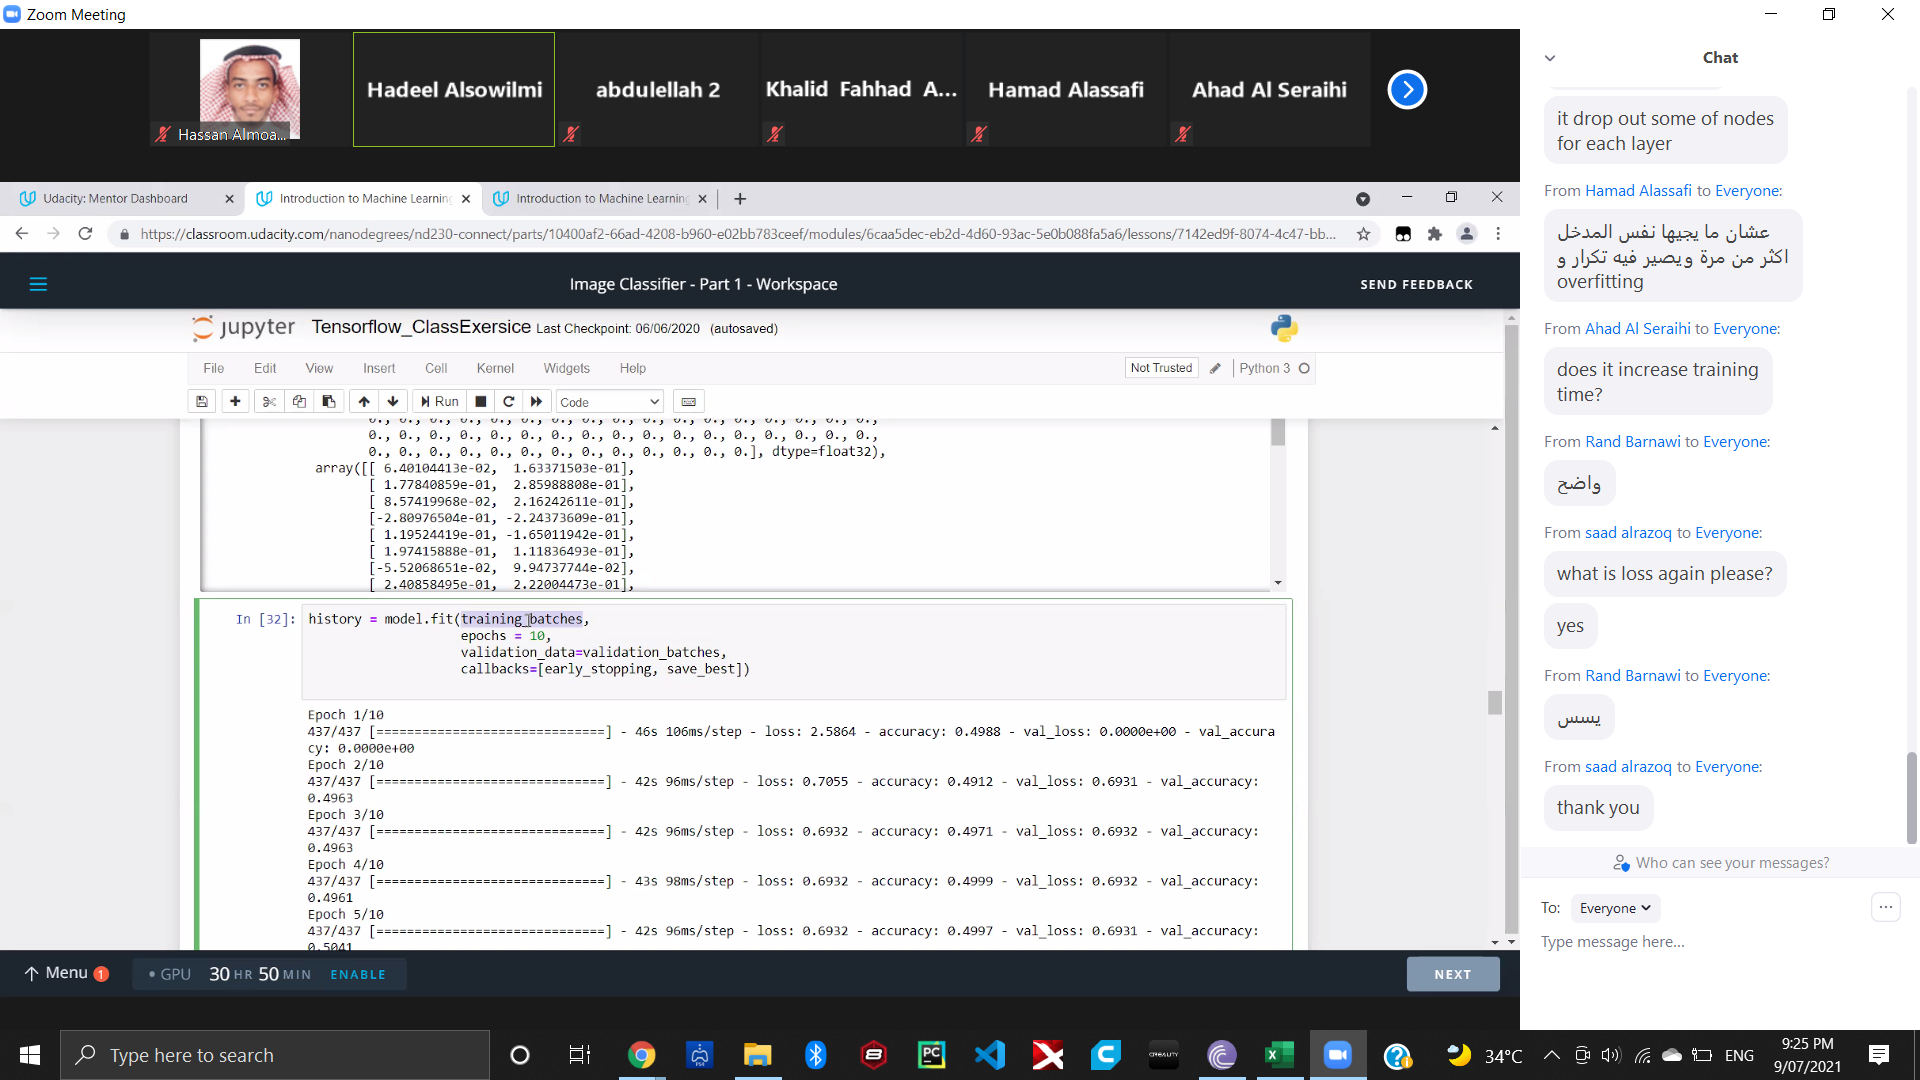 Zoom Meeting
Hassan Almoa...
Hadeel Alsowilmi
abdulellah 2
Khalid Fahhad A...
Hamad Alassafi
Ahad Al Seraihi
Udacity: Mentor Dashboard
Introduction to Machine Learning
Introduction to Machine Learning
https://classroom.udacity.com/nanodegrees/nd230-connect/parts/10400af2-66ad-4208-b960-e02bb783ceef/modules/6caa5dec-eb2d-4d60-93ac-5e0b088fa5a6/lessons/7142ed9f-8074-4c47-bb...
Image Classifier - Part 1 - Workspace
SEND FEEDBACK
jupyter Tensorflow_ClassExersice Last Checkpoint: 06/06/2020 (autosaved)
File Edit View Insert Cell Kernel Widgets Help
Not Trusted Python 3
Run Code
0., 0., 0., 0., 0., 0., 0., 0., 0., 0., 0., 0., 0., 0., 0., 0., 0.,
0., 0., 0., 0., 0., 0., 0., 0., 0., 0., 0., 0., 0., 0., 0., 0., 0.,
0., 0., 0., 0., 0., 0., 0., 0., 0., 0., 0., 0., 0.], dtype=float32),
array([[ 6.40104413e-02, 1.63371503e-01],
[ 1.77840859e-01, 2.85988808e-01],
[ 8.57419968e-02, 2.16242611e-01],
[-2.80976504e-01, -2.24373609e-01],
[ 1.19524419e-01, -1.65011942e-01],
[ 1.97415888e-01, 1.11836493e-01],
[-5.52068651e-02, 9.94737744e-02],
[ 2.40858495e-01, 2.22004473e-01],
In [32]: history = model.fit(training_batches,
epochs = 10,
validation_data=validation_batches,
callbacks=[early_stopping, save_best])
Epoch 1/10
437/437 [==============================] - 46s 106ms/step - loss: 2.5864 - accuracy: 0.4988 - val_loss: 0.0000e+00 - val_accura
cy: 0.0000e+00
Epoch 2/10
437/437 [==============================] - 42s 96ms/step - loss: 0.7055 - accuracy: 0.4912 - val_loss: 0.6931 - val_accuracy:
0.4963
Epoch 3/10
437/437 [==============================] - 42s 96ms/step - loss: 0.6932 - accuracy: 0.4971 - val_loss: 0.6932 - val_accuracy:
0.4963
Epoch 4/10
437/437 [==============================] - 43s 98ms/step - loss: 0.6932 - accuracy: 0.4999 - val_loss: 0.6932 - val_accuracy:
0.4961
Epoch 5/10
437/437 [==============================] - 42s 96ms/step - loss: 0.6932 - accuracy: 0.4997 - val_loss: 0.6931 - val_accuracy:
0.5041
Menu 1
GPU 30 HR 50 MIN ENABLE
NEXT
Chat
it drop out some of nodes
for each layer
From Hamad Alassafi to Everyone:
عشان ما يجيها نفس المدخل
اكثر من مرة ويصير فيه تكرار و
overfitting
From Ahad Al Seraihi to Everyone:
does it increase training
time?
From Rand Barnawi to Everyone:
واضح
From saad alrazoq to Everyone:
what is loss again please?
yes
From Rand Barnawi to Everyone:
يسس
From saad alrazoq to Everyone:
thank you
Who can see your messages?
To: Everyone
Type message here...
Type here to search
PC
CREALITY
34°C
ENG
9:25 PM
9/07/2021